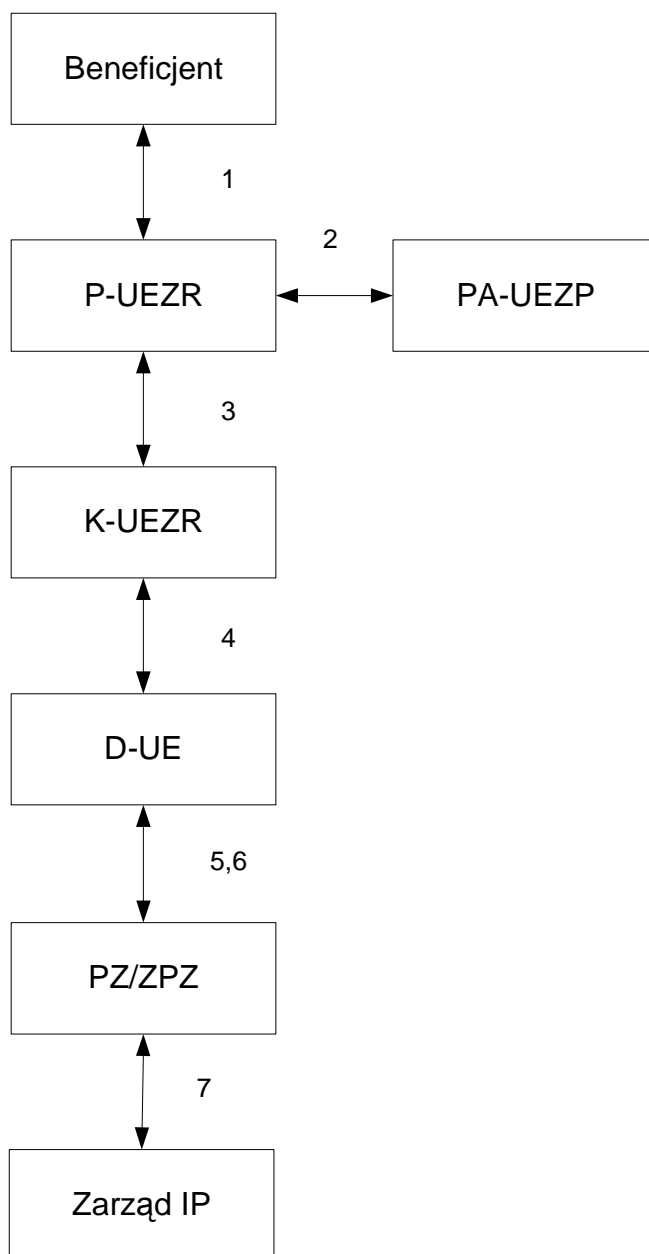 Beneficjent
1
2
P-UEZR
PA-UEZP
3
K-UEZR
4
D-UE
5,6
PZ/ZPZ
7
Zarząd IP